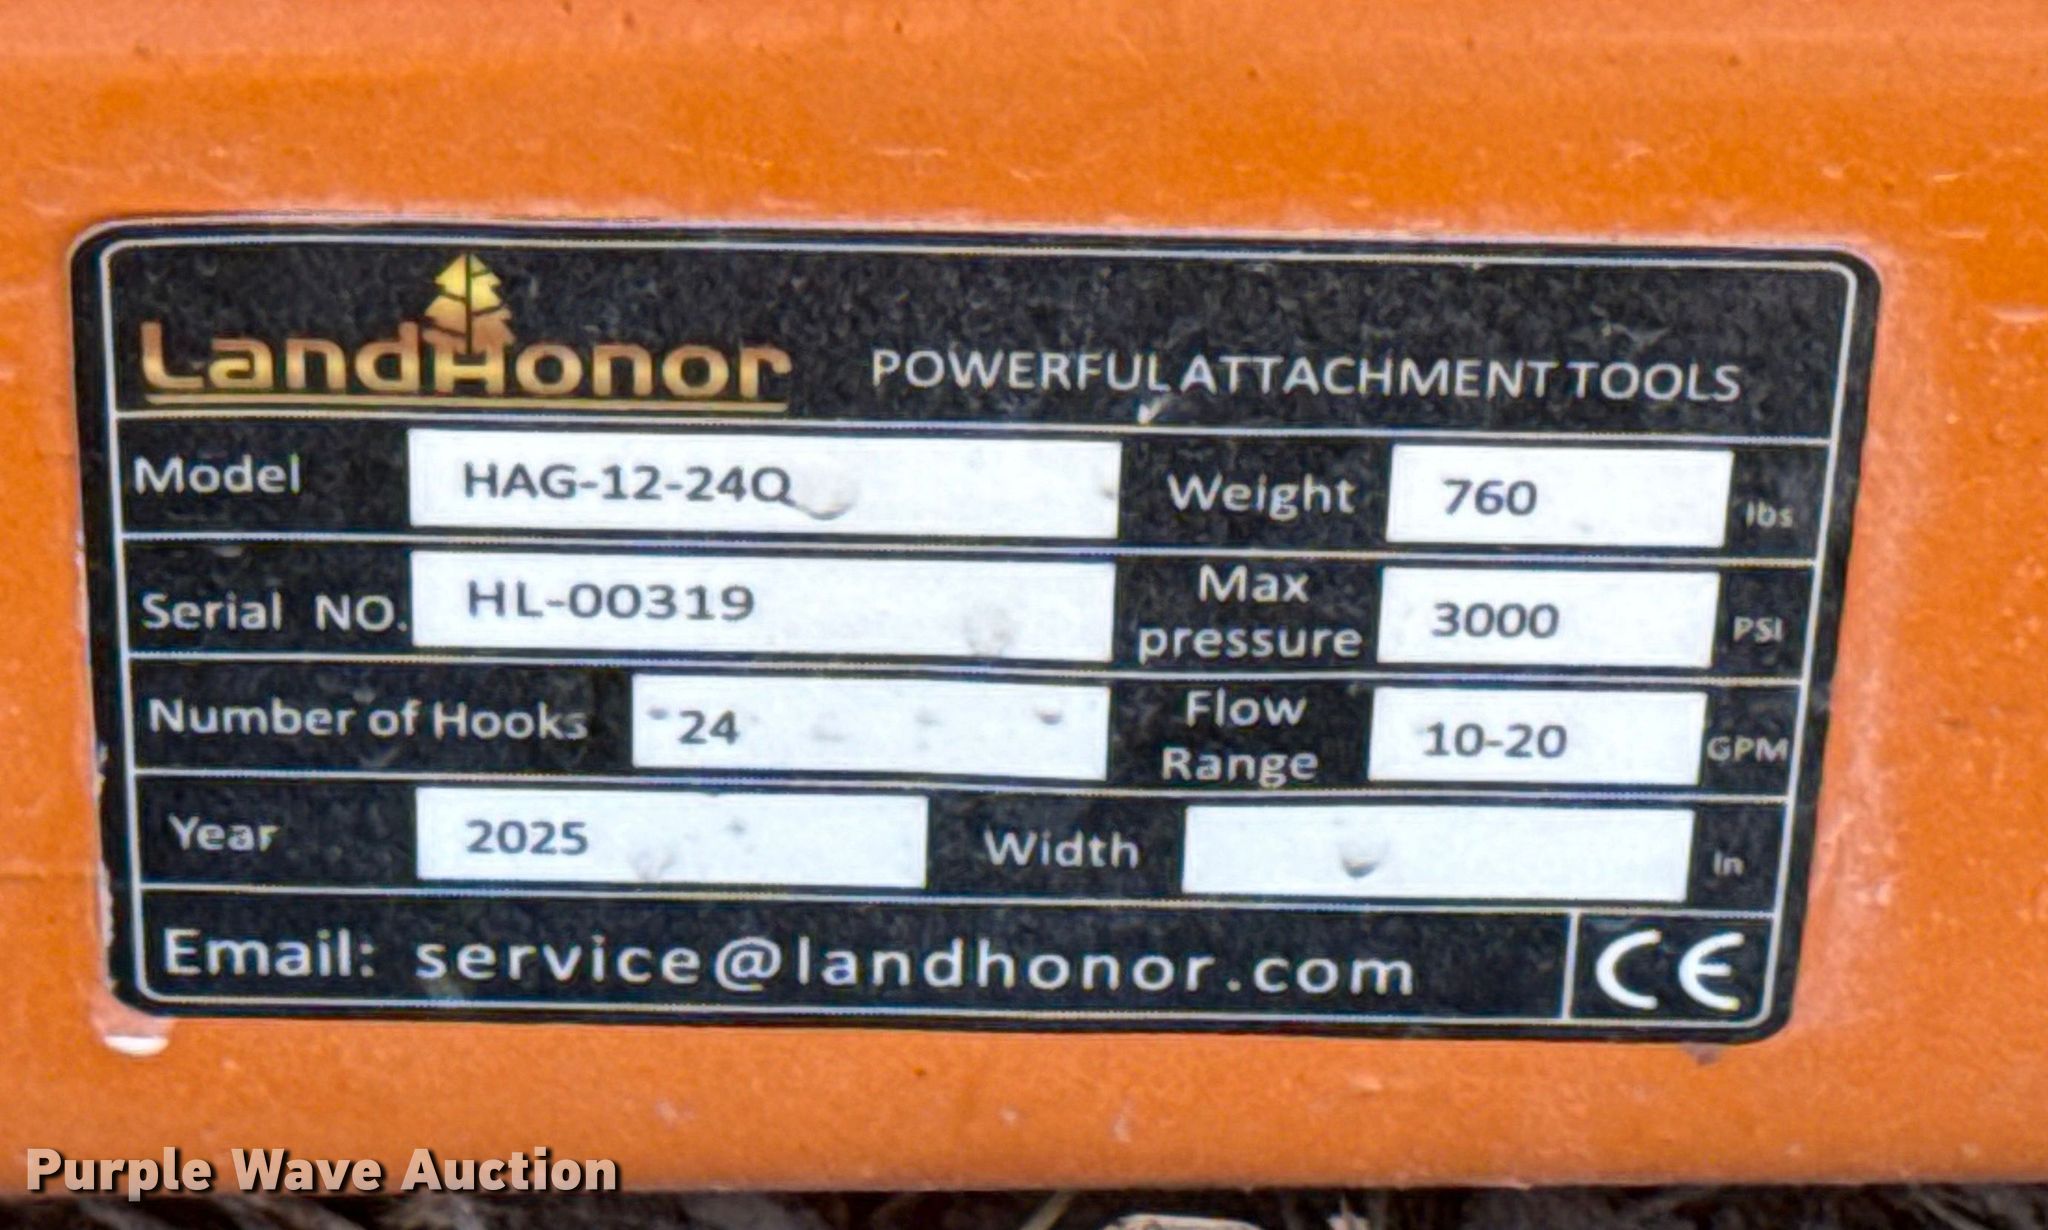 LandHonor POWERFUL ATTACHMENT TOOLS
Model HAG-12-24Q Weight 760 lbs
Serial NO. HL-00319 Max pressure 3000 PSI
Number of Hooks 24 Flow Range 10-20 GPM
Year 2025 Width In
Email: service@landhonor.com CE
Purple Wave Auction